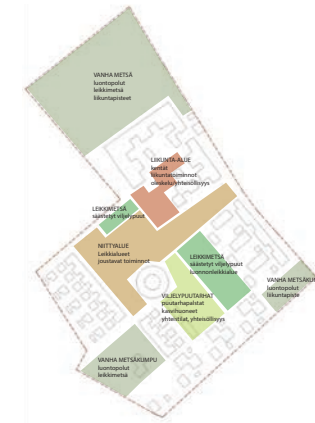 VANHA METSÄ
luontopolut
leikkimetsä
liikuntapisteet
LIIKUNTA-ALUE
kentät
liikuntatoiminnot
oleskelu/yhteisöllisyys
LEIKKIMETSÄ
säästetyt viljelypuut
NIITTYALUE
Leikkialueet
joustavat toiminnot
LEIKKIMETSÄ
säästetyt viljelypuut
luonnonleikkialue
VILJELYPUUTARHAT
puutarhapalstat
kasvihuoneet
yhteistilat, yhteisöllisyys
VANHA METSÄKUM
luontopolut
liikuntapiste
VANHA METSÄKUMPU
luontopolut
leikkimetsä